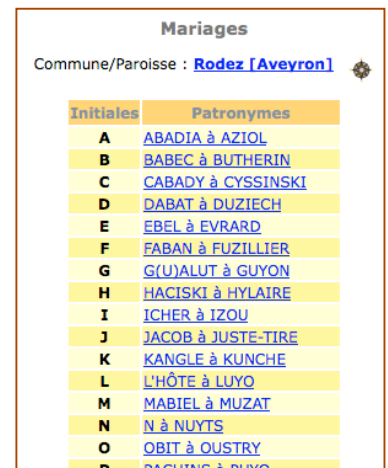 Mariages
Commune/Paroisse : Rodez [Aveyron]
Initiales Patronymes
A ABADIA à AZIOL
B BABEC à BUTHERIN
C CABADY à CYSSINSKI
D DABAT à DUZIECH
E EBEL à EVRARD
F FABAN à FUZILLIER
G G(U)ALUT à GUYON
H HACISKI à HYLAIRE
I ICHER à IZOU
J JACOB à JUSTE-TIRE
K KANGLE à KUNCHE
L L'HÔTE à LUYO
M MABIEL à MUZAT
N N à NUYTS
O OBIT à OUSTRY